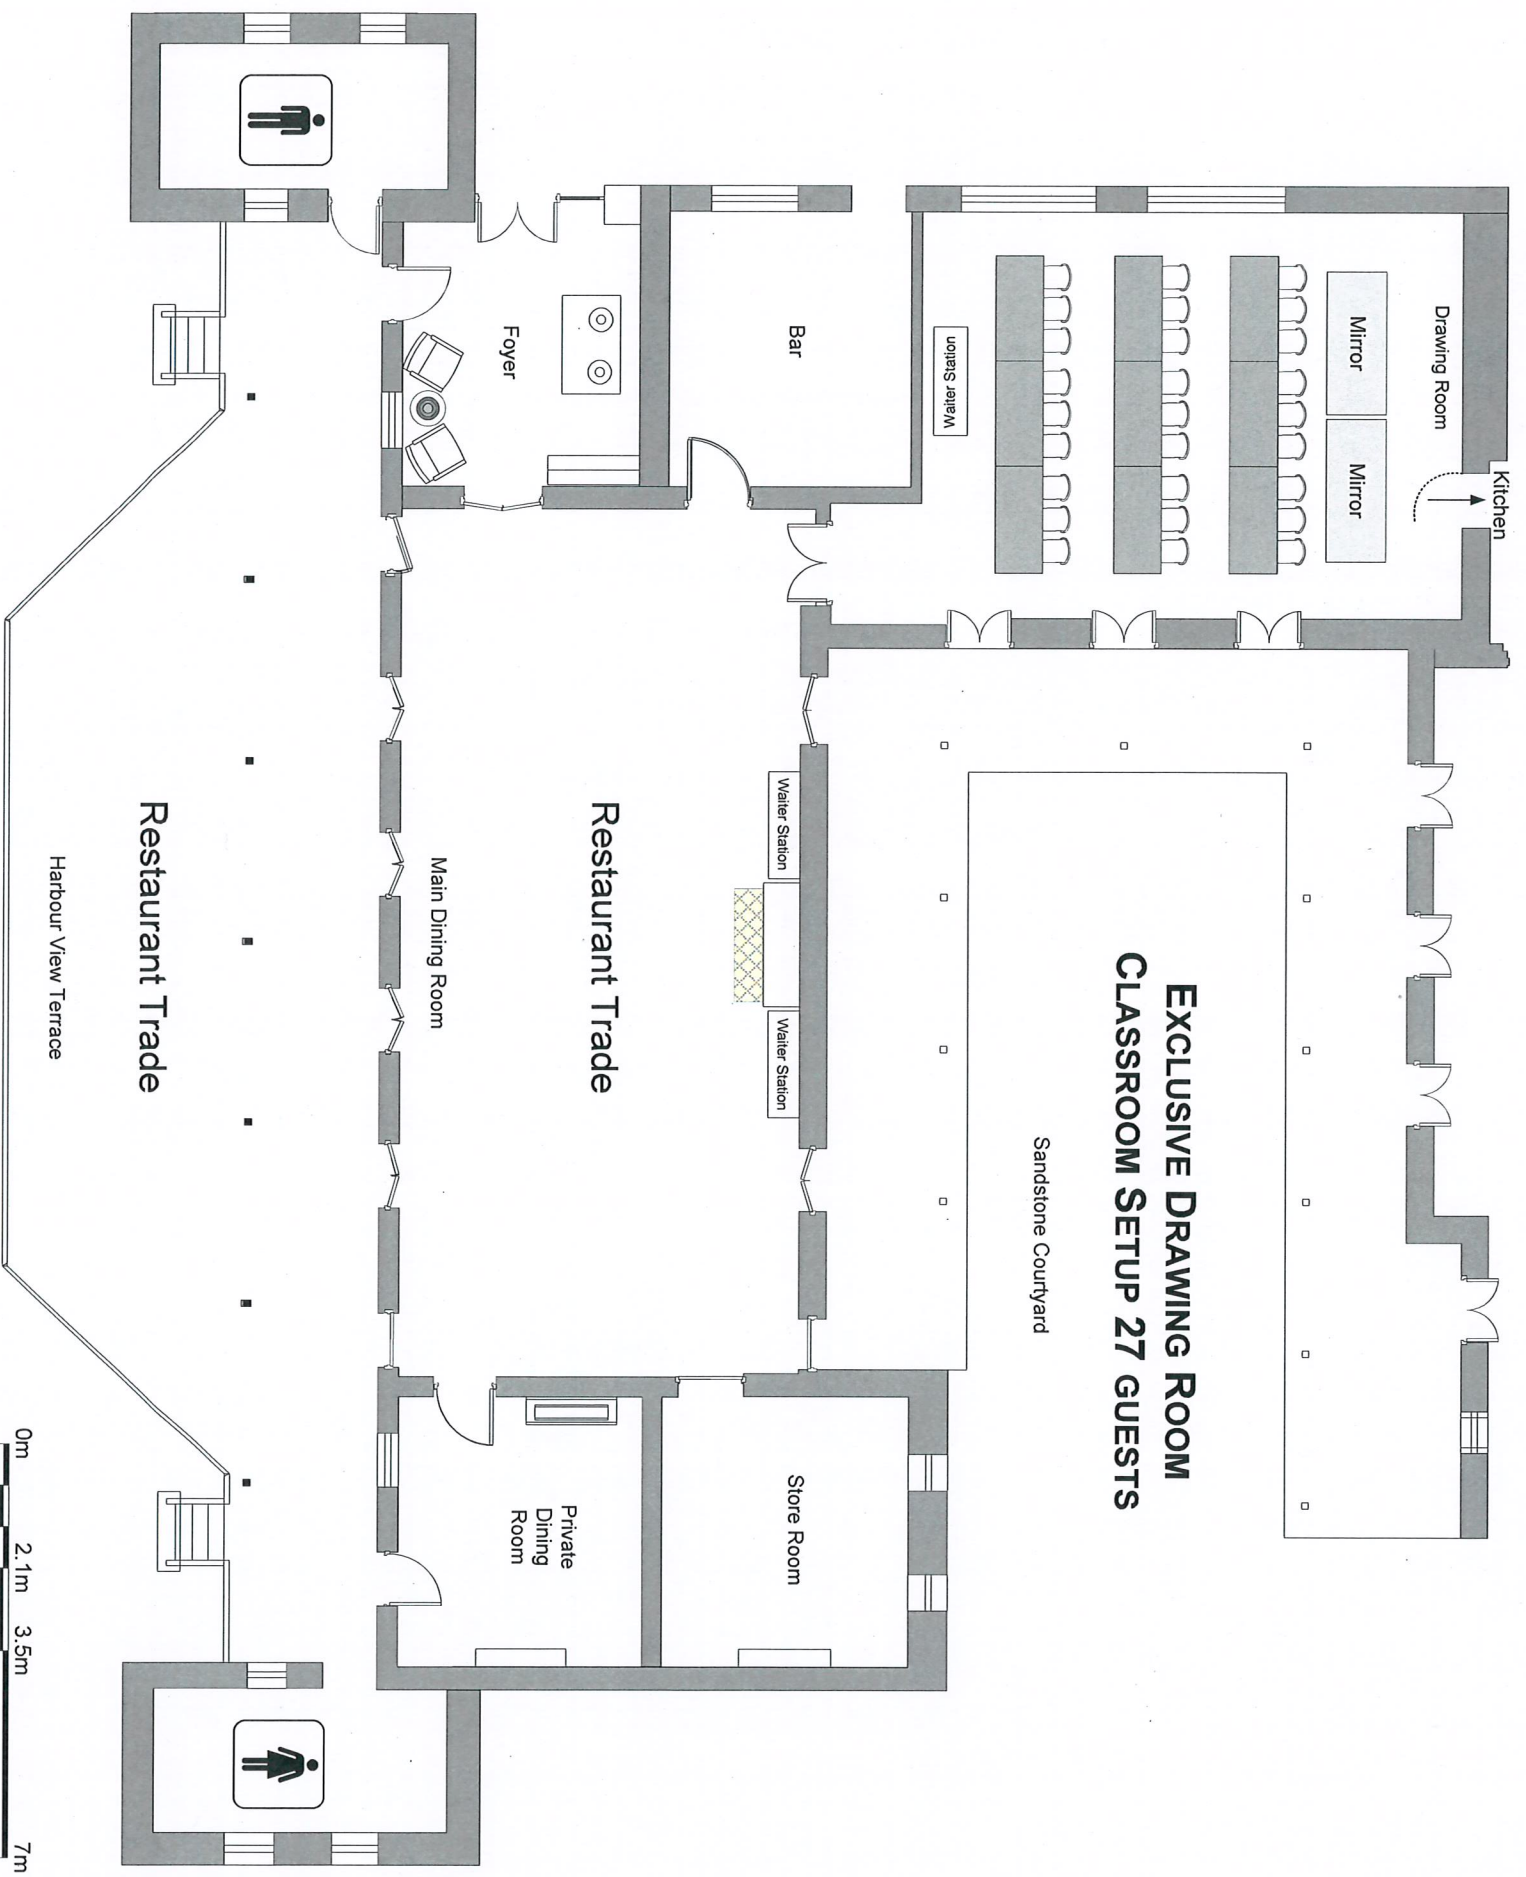 EXCLUSIVE DRAWING ROOM
CLASSROOM SETUP 27 GUESTS
Kitchen
Drawing Room
Mirror
Mirror
Waiter Station
Bar
Foyer
Sandstone Courtyard
Waiter Station
Waiter Station
Restaurant Trade
Main Dining Room
Store Room
Private
Dining
Room
Restaurant Trade
Harbour View Terrace
0m
2.1m
3.5m
7m